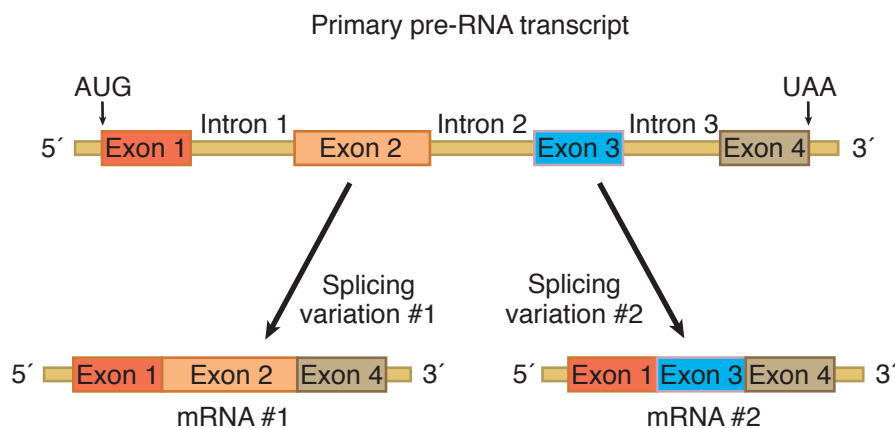 Primary pre-RNA transcript
AUG UAA
Intron 1 Intron 2 Intron 3
5´ Exon 1 Exon 2 Exon 3 Exon 4 3´
Splicing
variation #1
Splicing
variation #2
5´ Exon 1 Exon 2 Exon 4 3´
mRNA #1
5´ Exon 1 Exon 3 Exon 4 3´
mRNA #2